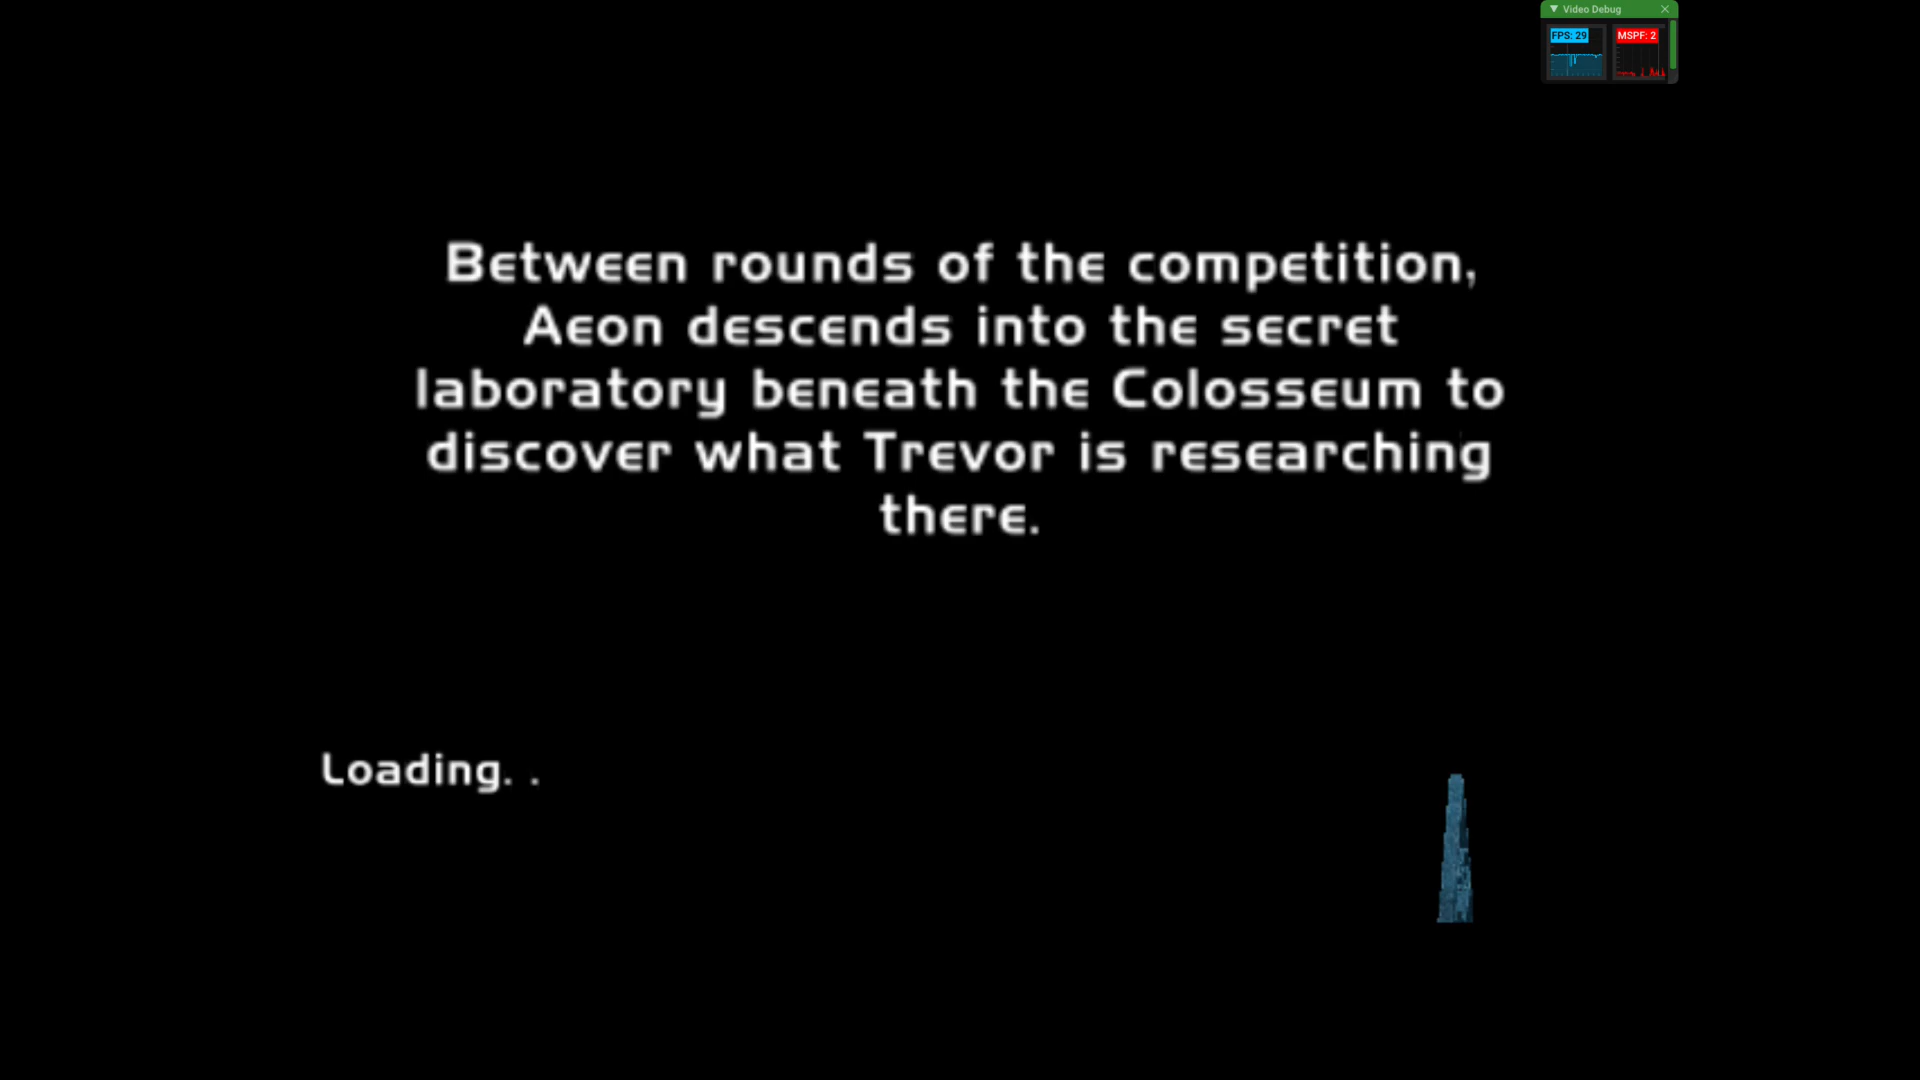 Video Debug
FPS: 29
MSPF: 2
Between rounds of the competition,
Aeon descends into the secret
laboratory beneath the Colosseum to
discover what Trevor is researching
there.
Loading. .